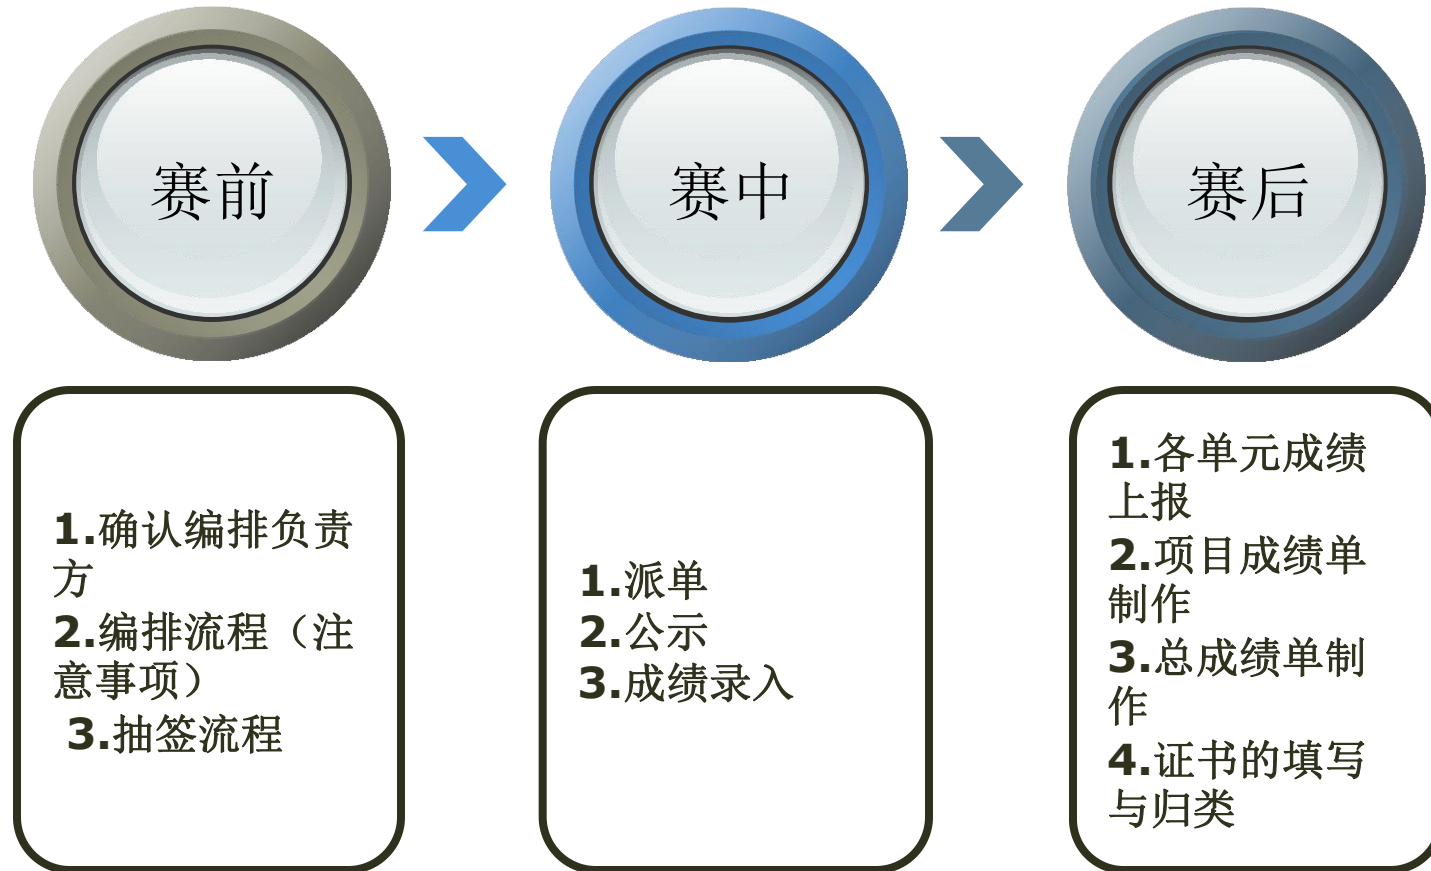 赛前
赛中
赛后
1.确认编排负责
方
2.编排流程（注
意事项）
3.抽签流程
1.派单
2.公示
3.成绩录入
1.各单元成绩
上报
2.项目成绩单
制作
3.总成绩单制
作
4.证书的填写
与归类